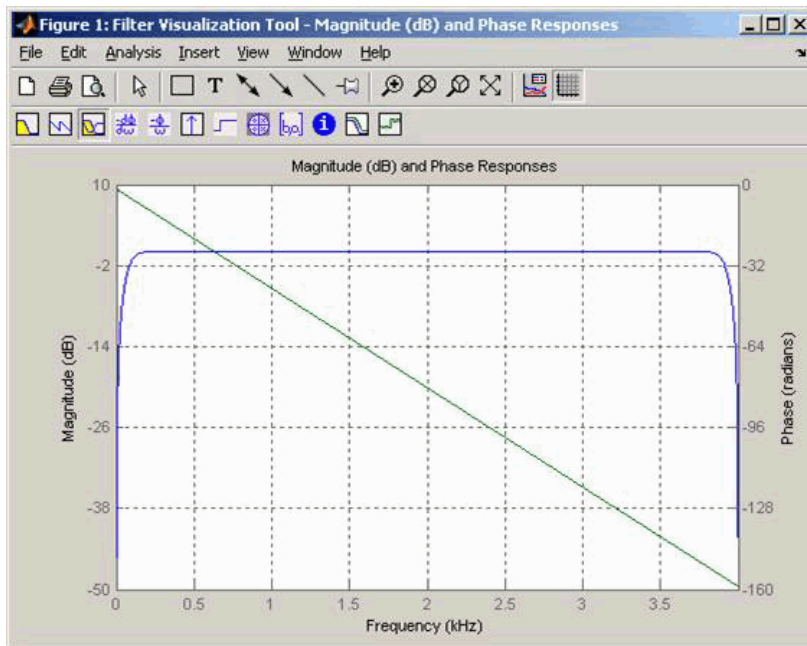 Figure 1: Filter Visualization Tool - Magnitude (dB) and Phase Responses
File Edit Analysis Insert View Window Help
T
[b,a] i
Magnitude (dB) and Phase Responses
10 0
-2 -32
-14 -64
-26 -96
-38 -128
-50 -160
Magnitude (dB)
Phase (radians)
0 0.5 1 1.5 2 2.5 3 3.5
Frequency (kHz)